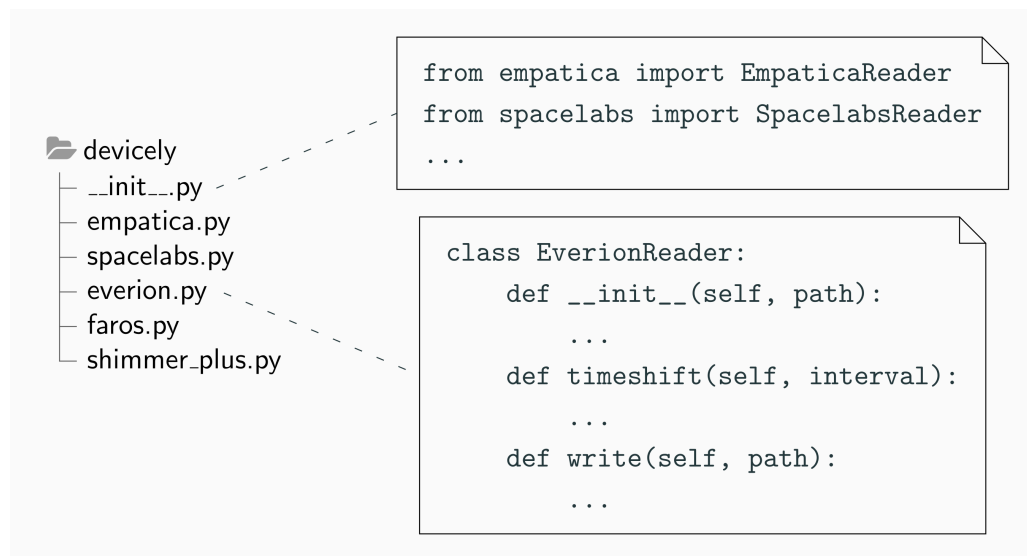 devicely
__init__.py
empatica.py
spacelabs.py
everion.py
faros.py
shimmer_plus.py
from empatica import EmpaticaReader
from spacelabs import SpacelabsReader
...
class EverionReader:
    def __init__(self, path):
        ...
    def timeshift(self, interval):
        ...
    def write(self, path):
        ...